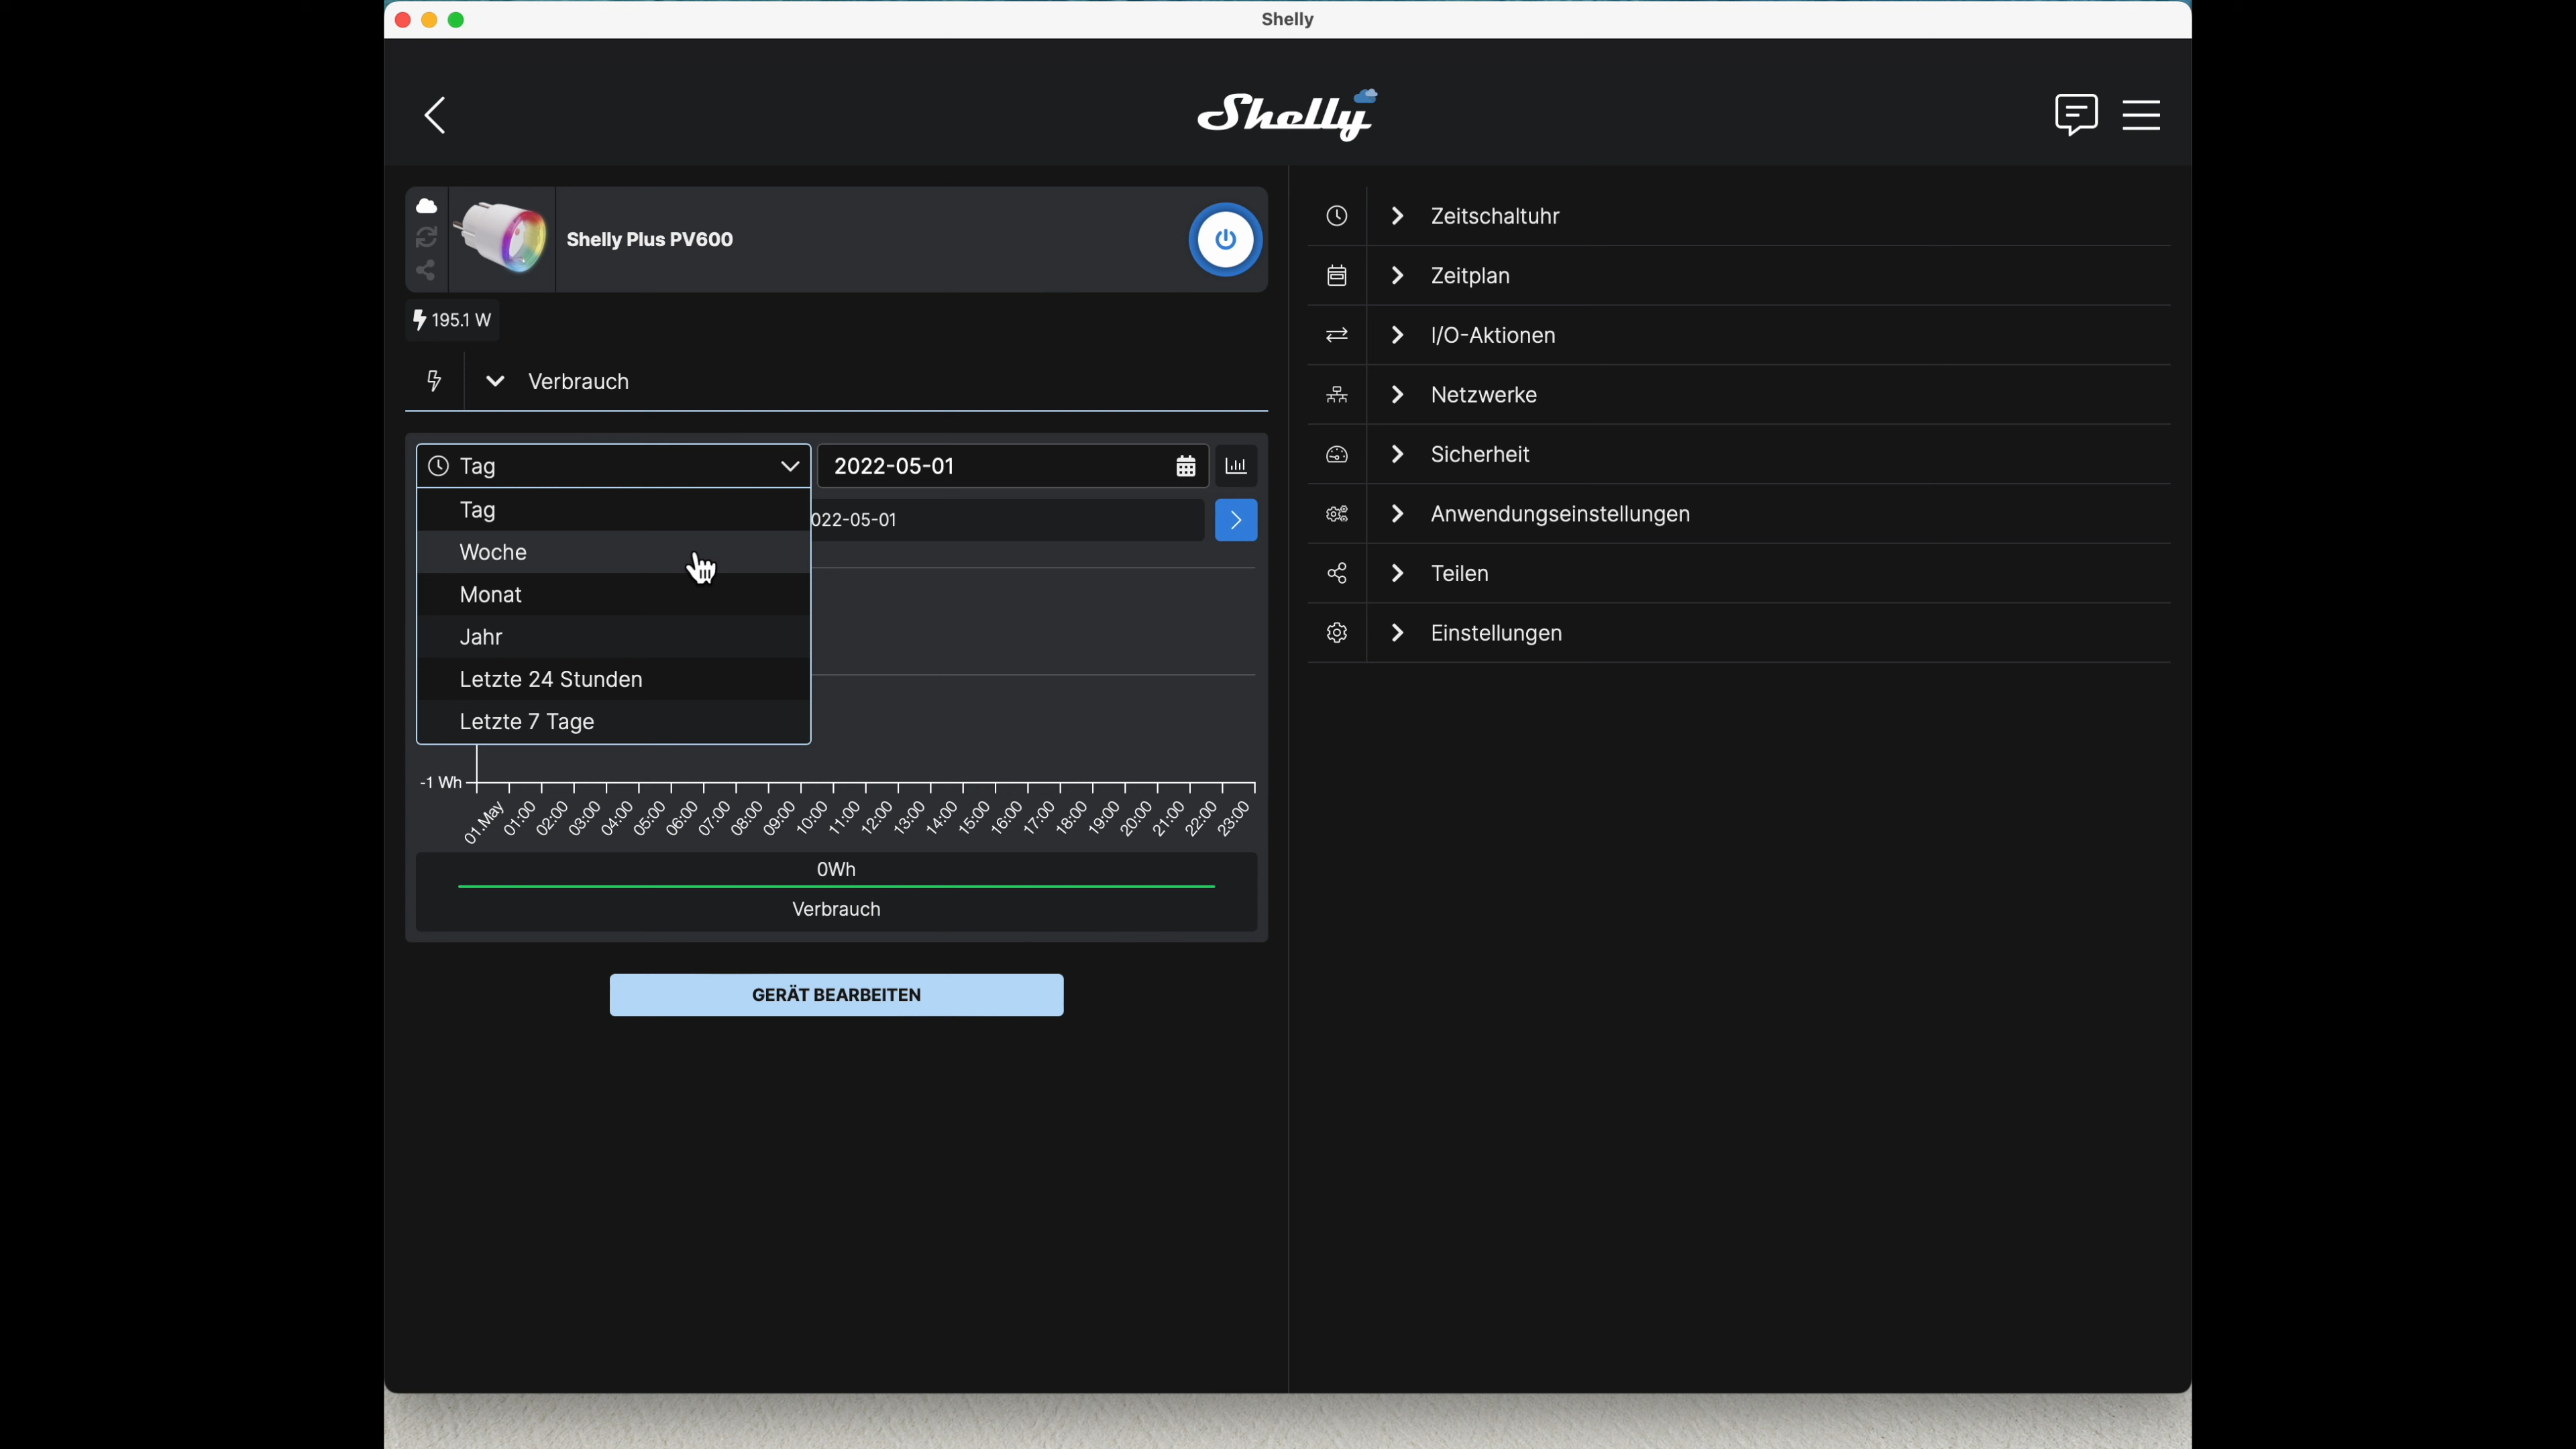 Shelly
Shelly
Shelly Plus PV600
195.1 W
Verbrauch
Tag
2022-05-01
Tag
022-05-01
Woche
Monat
Jahr
Letzte 24 Stunden
Letzte 7 Tage
-1 Wh
01.May 01:00 02:00 03:00 04:00 05:00 06:00 07:00 08:00 09:00 10:00 11:00 12:00 13:00 14:00 15:00 16:00 17:00 18:00 19:00 20:00 21:00 22:00 23:00
0Wh
Verbrauch
GERÄT BEARBEITEN
Zeitschaltuhr
Zeitplan
I/O-Aktionen
Netzwerke
Sicherheit
Anwendungseinstellungen
Teilen
Einstellungen